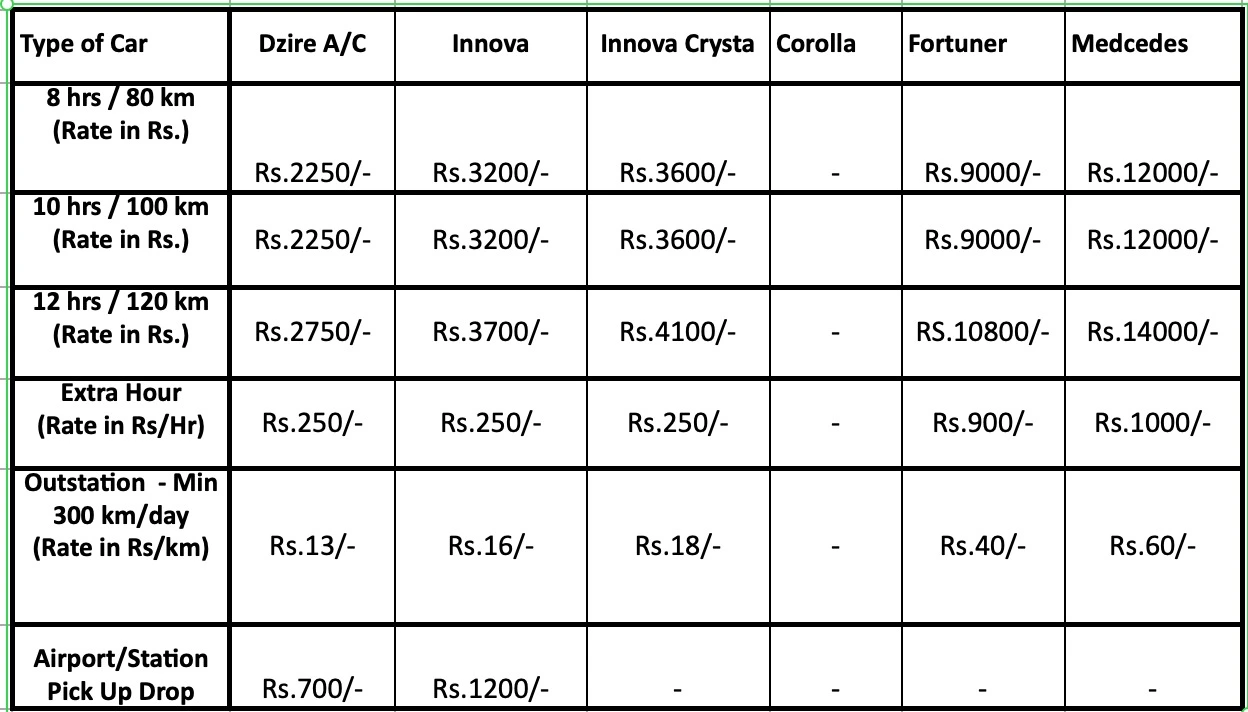 Type of Car Dzire A/C Innova Innova Crysta Corolla Fortuner Medcedes
8 hrs / 80 km
(Rate in Rs.)
Rs.2250/- Rs.3200/- Rs.3600/- - Rs.9000/- Rs.12000/-
10 hrs / 100 km
(Rate in Rs.) Rs.2250/- Rs.3200/- Rs.3600/- Rs.9000/- Rs.12000/-
12 hrs / 120 km
(Rate in Rs.) Rs.2750/- Rs.3700/- Rs.4100/- - RS.10800/- Rs.14000/-
Extra Hour
(Rate in Rs/Hr) Rs.250/- Rs.250/- Rs.250/- - Rs.900/- Rs.1000/-
Outstation - Min
300 km/day
(Rate in Rs/km) Rs.13/- Rs.16/- Rs.18/- - Rs.40/- Rs.60/-
Airport/Station
Pick Up Drop Rs.700/- Rs.1200/- - - - -